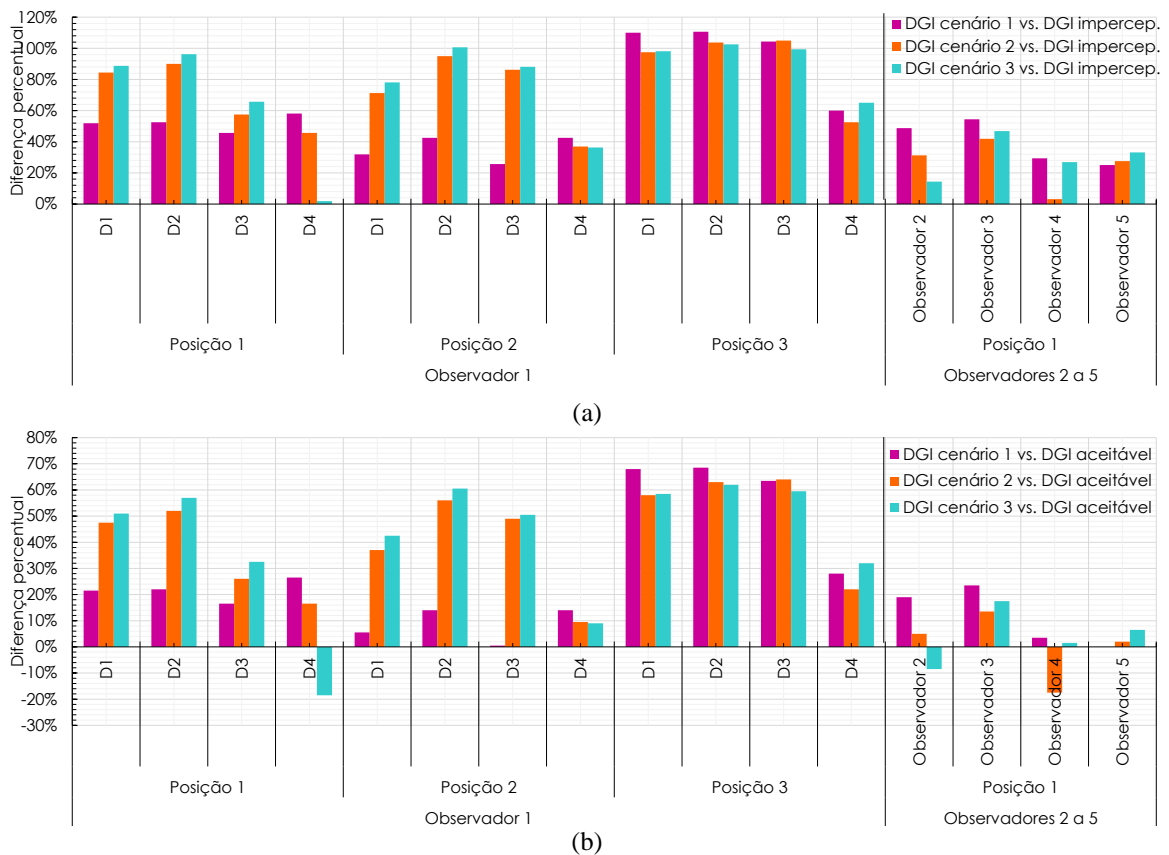 Diferença percentual
120%
100%
80%
60%
40%
20%
0%
DGI cenário 1 vs. DGI impercep.
DGI cenário 2 vs. DGI impercep.
DGI cenário 3 vs. DGI impercep.
D1
D2
D3
D4
D1
D2
D3
D4
D1
D2
D3
D4
Observador 2
Observador 3
Observador 4
Observador 5
Posição 1
Posição 2
Posição 3
Posição 1
Observador 1
Observadores 2 a 5
(a)
Diferença percentual
80%
70%
60%
50%
40%
30%
20%
10%
0%
-10%
-20%
-30%
DGI cenário 1 vs. DGI aceitável
DGI cenário 2 vs. DGI aceitável
DGI cenário 3 vs. DGI aceitável
D1
D2
D3
D4
D1
D2
D3
D4
D1
D2
D3
D4
Observador 2
Observador 3
Observador 4
Observador 5
Posição 1
Posição 2
Posição 3
Posição 1
Observador 1
Observadores 2 a 5
(b)